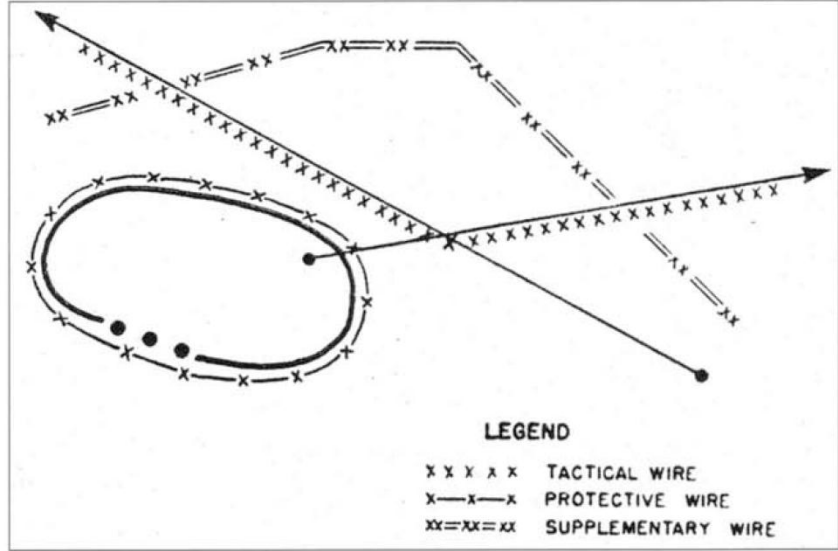 LEGEND
x x x x x TACTICAL WIRE
x—x—x PROTECTIVE WIRE
xx=xx=xx SUPPLEMENTARY WIRE